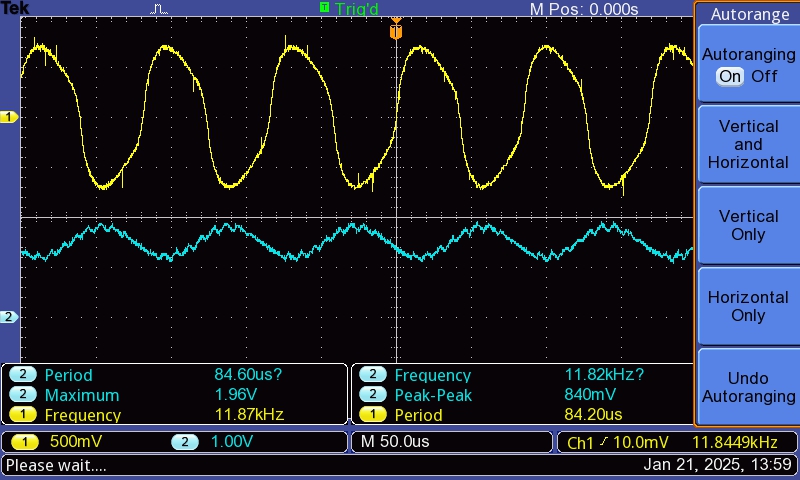 Tek Trig'd M Pos: 0.000s Autorange
T
Autoranging
On Off
1
Vertical
and
Horizontal
Vertical
Only
2
Horizontal
Only
2 Period 84.60us? 2 Frequency 11.82kHz?
2 Maximum 1.96V 2 Peak-Peak 840mV
1 Frequency 11.87kHz 1 Period 84.20us
Undo
Autoranging
1 500mV 2 1.00V M 50.0us Ch1 10.0mV 11.8449kHz
Please wait.... Jan 21, 2025, 13:59